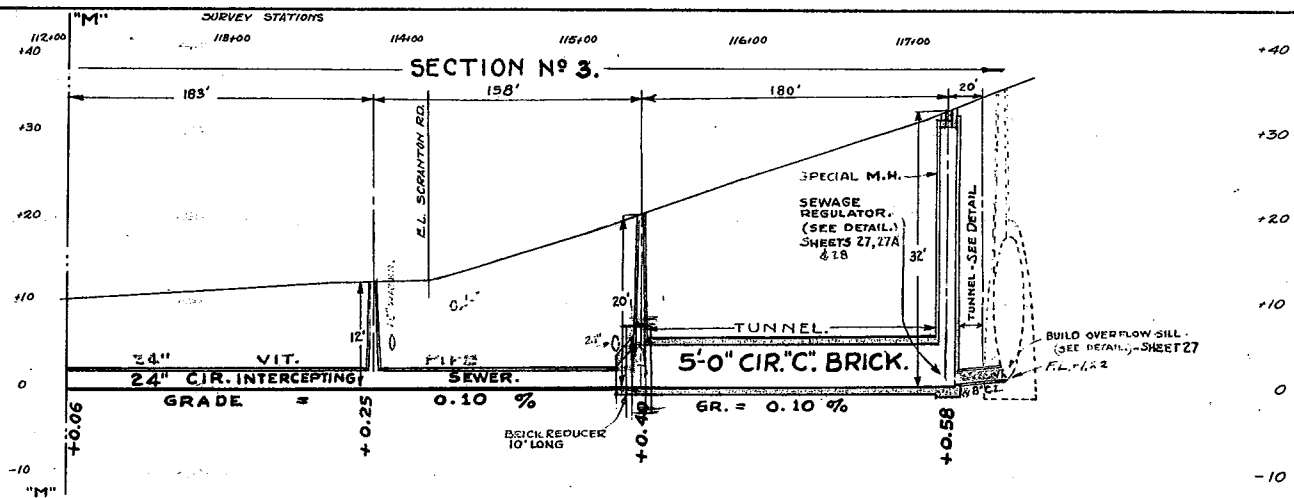 "M"
SURVEY STATIONS
112+00
113+00
114+00
115+00
116+00
117+00
+40
+40
SECTION Nº 3.
183'
158'
180'
20'
E.L. SCRANTON RD.
+30
+30
SPECIAL M.H.
SEWAGE
REGULATOR.
(SEE DETAIL.)
SHEETS 27, 27A
& 28
32'
TUNNEL - SEE DETAIL
+20
+20
+10
+10
12'
20'
TUNNEL.
BUILD OVERFLOW SILL.
(SEE DETAIL) - SHEET 27
24" VIT. PIPE
5'-0" CIR. "C" BRICK.
0
0
24" CIR. INTERCEPTING SEWER.
GRADE = 0.10 %
GR. = 0.10 %
BRICK REDUCER
10' LONG
+0.06
+0.25
+0.40
+0.58
-10
-10
"M"